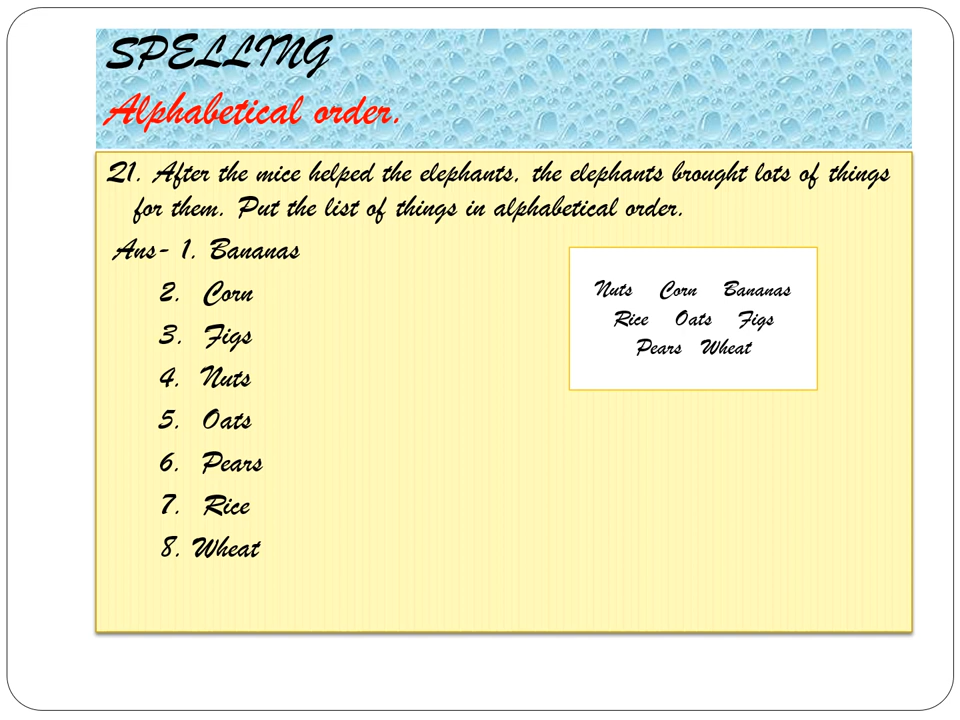 SPELLING
Alphabetical order.
Q1. After the mice helped the elephants, the elephants brought lots of things
for them. Put the list of things in alphabetical order.
Ans- 1. Bananas
2. Corn
3. Figs
4. Nuts
5. Oats
6. Pears
7. Rice
8. Wheat
Nuts Corn Bananas
Rice Oats Figs
Pears Wheat